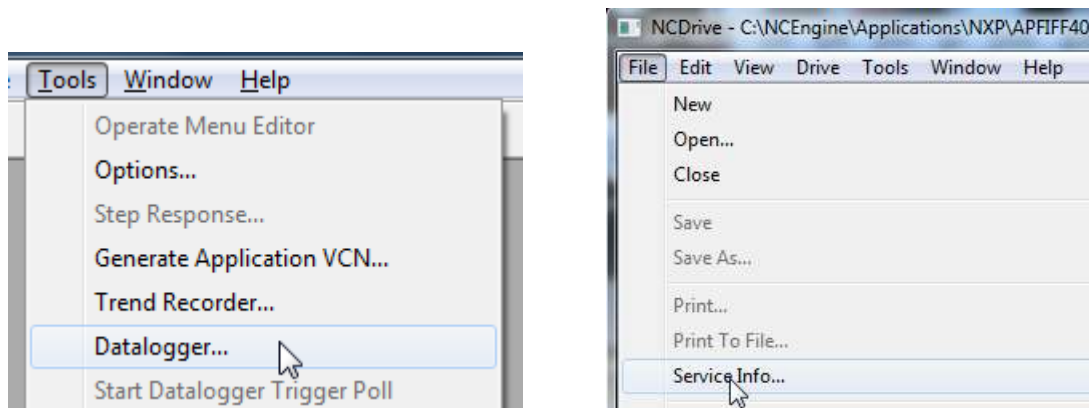 Tools Window Help
Operate Menu Editor
Options...
Step Response...
Generate Application VCN...
Trend Recorder...
Datalogger...
Start Datalogger Trigger Poll
NCDrive - C:\NCEngine\Applications\NXP\APFIFF40
File Edit View Drive Tools Window Help
New
Open...
Close
Save
Save As...
Print...
Print To File...
Service Info...